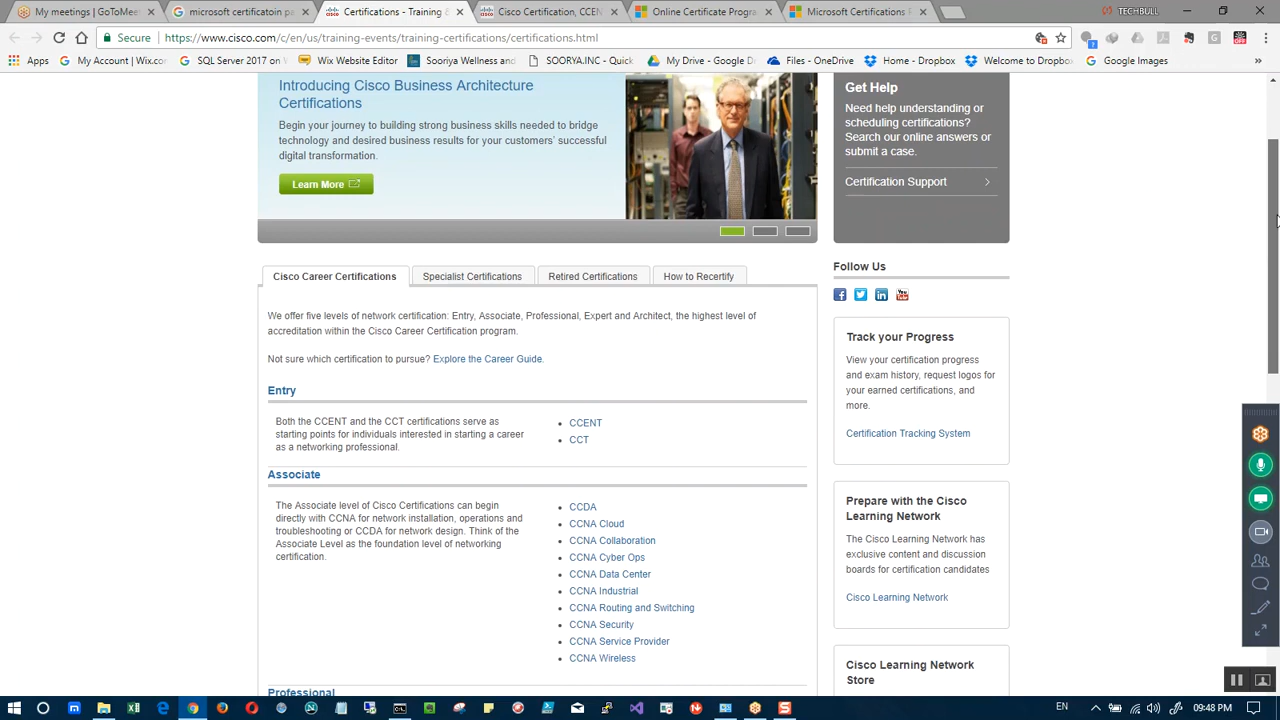 My meetings | GoToMeet
microsoft certificatoin p
Certifications - Training &
Cisco Certification, CCEN
Online Certificate Progra
Microsoft Certifications E
TECHBULL
Secure
https://www.cisco.com/c/en/us/training-events/training-certifications/certifications.html
Apps
My Account | Wix.co
SQL Server 2017 an
Wix Website Editor
Sooriya Wellness and
SOORYA.INC - Quick
My Drive - Google D
Files - OneDrive
Home - Dropbox
Welcome to Dropbox
Google Images
»
Introducing Cisco Business Architecture
Certifications
Begin your journey to building strong business skills needed to bridge
technology and desired business results for your customers' successful
digital transformation.
Learn More
Get Help
Need help understanding or
scheduling certifications?
Search our online answers or
submit a case.
Certification Support
Cisco Career Certifications
Specialist Certifications
Retired Certifications
How to Recertify
We offer five levels of network certification: Entry, Associate, Professional, Expert and Architect, the highest level of
accreditation within the Cisco Career Certification program.
Not sure which certification to pursue? Explore the Career Guide.
Entry
Both the CCENT and the CCT certifications serve as
starting points for individuals interested in starting a career
as a networking professional.
CCENT
CCT
Associate
The Associate level of Cisco Certifications can begin
directly with CCNA for network installation, operations and
troubleshooting or CCDA for network design. Think of the
Associate Level as the foundation level of networking
certification.
CCDA
CCNA Cloud
CCNA Collaboration
CCNA Cyber Ops
CCNA Data Center
CCNA Industrial
CCNA Routing and Switching
CCNA Security
CCNA Service Provider
CCNA Wireless
Professional
Follow Us
Track your Progress
View your certification progress
and exam history, request logos for
your earned certifications, and
more.
Certification Tracking System
Prepare with the Cisco
Learning Network
The Cisco Learning Network has
exclusive content and discussion
boards for certification candidates
Cisco Learning Network
Cisco Learning Network
Store
EN
09:48 PM